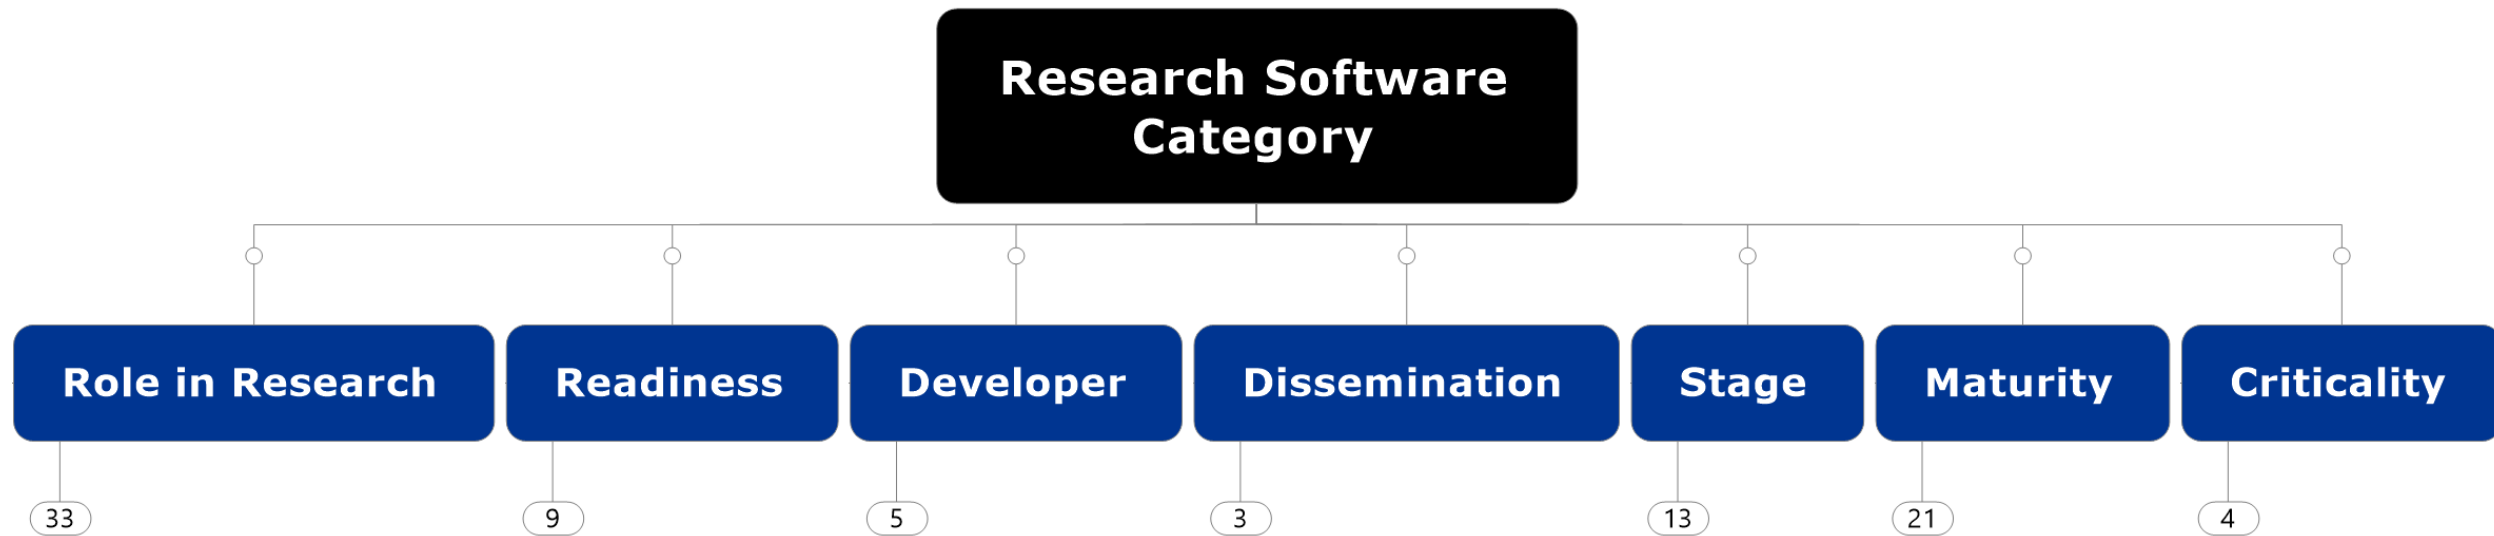 Research Software
Category
Role in Research
Readiness
Developer
Dissemination
Stage
Maturity
Criticality
33
9
5
3
13
21
4